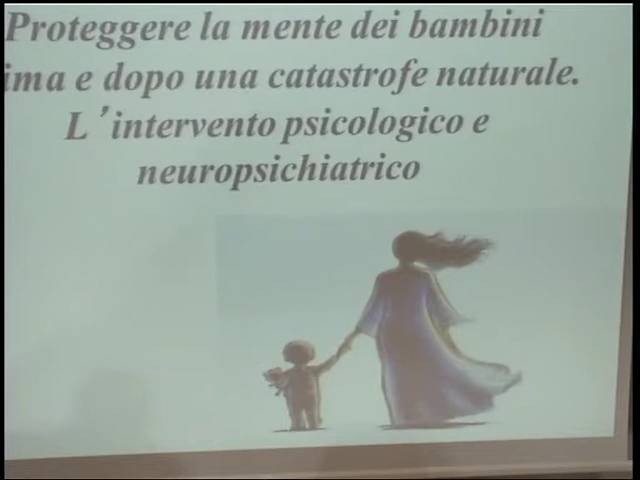 Proteggere la mente dei bambini
ima e dopo una catastrofe naturale.
L'intervento psicologico e
neuropsichiatrico